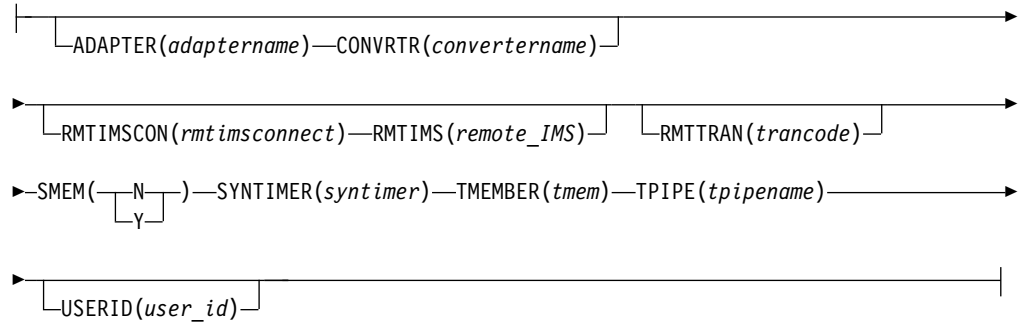 ADAPTER(adaptername) CONVRTR(convertername)
RMTIMSCON(rmtimsconnect) RMTIMS(remote_IMS) RMTTRAN(trancode)
SMEM( N ) SYNTIMER(syntimer) TMEMBER(tmem) TPIPE(tpipename)
Y
USERID(user_id)